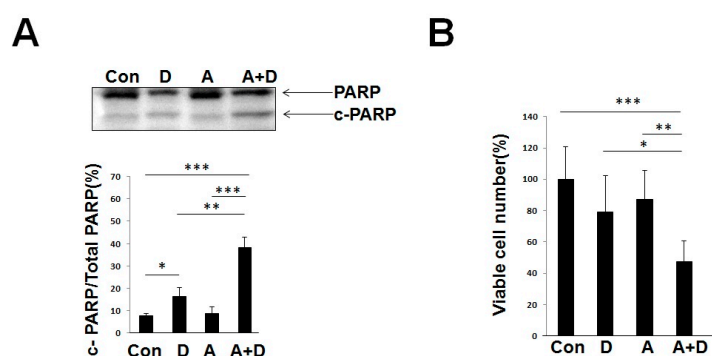 A
Con D A A+D
PARP
c-PARP
c- PARP/Total PARP(%)
70
60
50
40
30
20
10
0
***
***
**
*
Con D A A+D
B
Viable cell number(%)
140
120
100
80
60
40
20
0
***
**
*
Con D A A+D